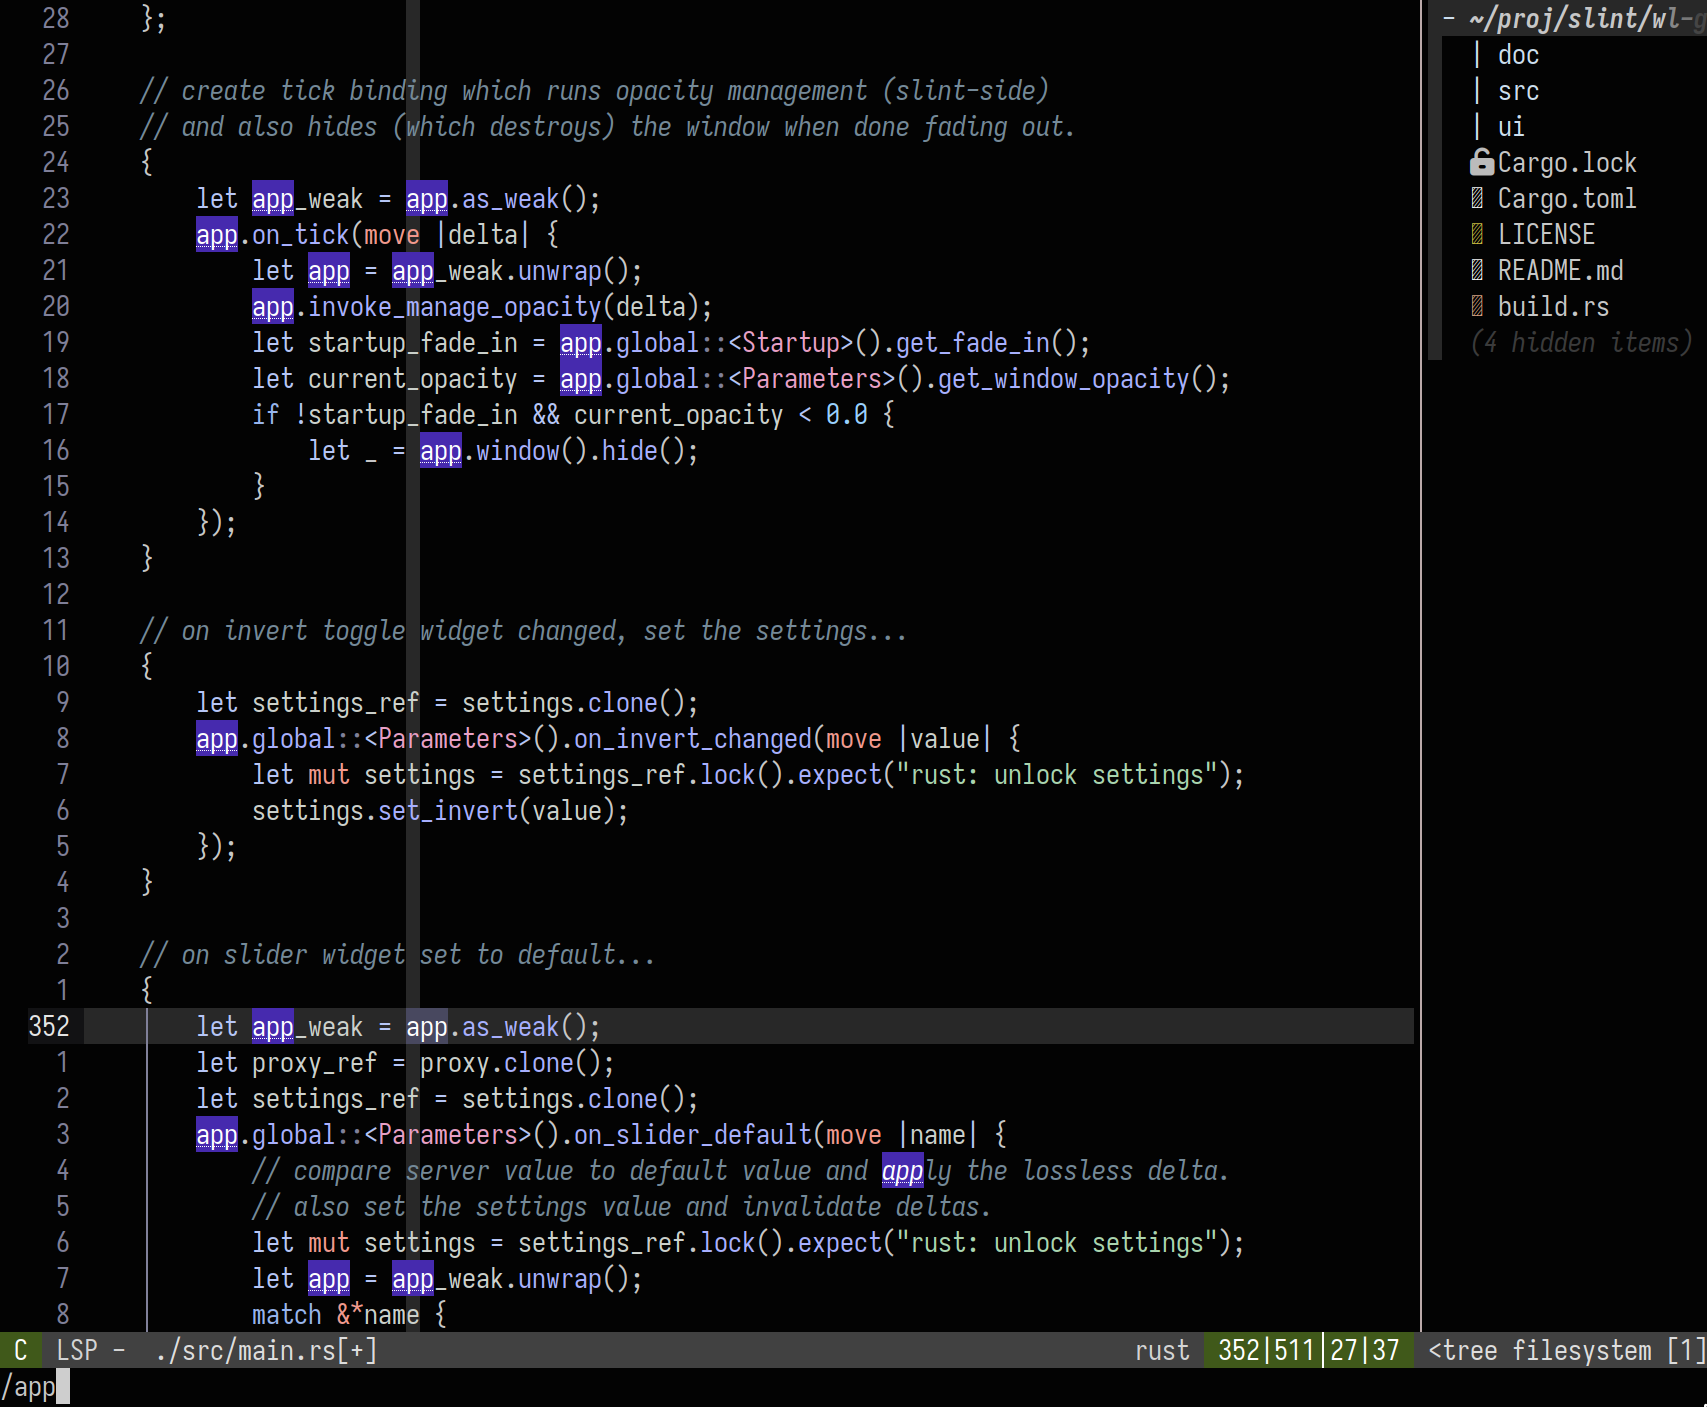 28     };
27
26     // create tick binding which runs opacity management (slint-side)
25     // and also hides (which destroys) the window when done fading out.
24     {
23         let app_weak = app.as_weak();
22         app.on_tick(move |delta| {
21             let app = app_weak.unwrap();
20             app.invoke_manage_opacity(delta);
19             let startup_fade_in = app.global::<Startup>().get_fade_in();
18             let current_opacity = app.global::<Parameters>().get_window_opacity();
17             if !startup_fade_in && current_opacity < 0.0 {
16                 let _ = app.window().hide();
15             }
14         });
13     }
12
11     // on invert toggle widget changed, set the settings...
10     {
9         let settings_ref = settings.clone();
8         app.global::<Parameters>().on_invert_changed(move |value| {
7             let mut settings = settings_ref.lock().expect("rust: unlock settings");
6             settings.set_invert(value);
5         });
4     }
3
2     // on slider widget set to default...
1     {
352         let app_weak = app.as_weak();
1         let proxy_ref = proxy.clone();
2         let settings_ref = settings.clone();
3         app.global::<Parameters>().on_slider_default(move |name| {
4             // compare server value to default value and apply the lossless delta.
5             // also set the settings value and invalidate deltas.
6             let mut settings = settings_ref.lock().expect("rust: unlock settings");
7             let app = app_weak.unwrap();
8             match &*name {
- ~/proj/slint/wl-g
| doc
| src
| ui
Cargo.lock
Cargo.toml
LICENSE
README.md
build.rs
(4 hidden items)
C LSP - ./src/main.rs[+] rust 352|511|27|37 <tree filesystem [1]
/app